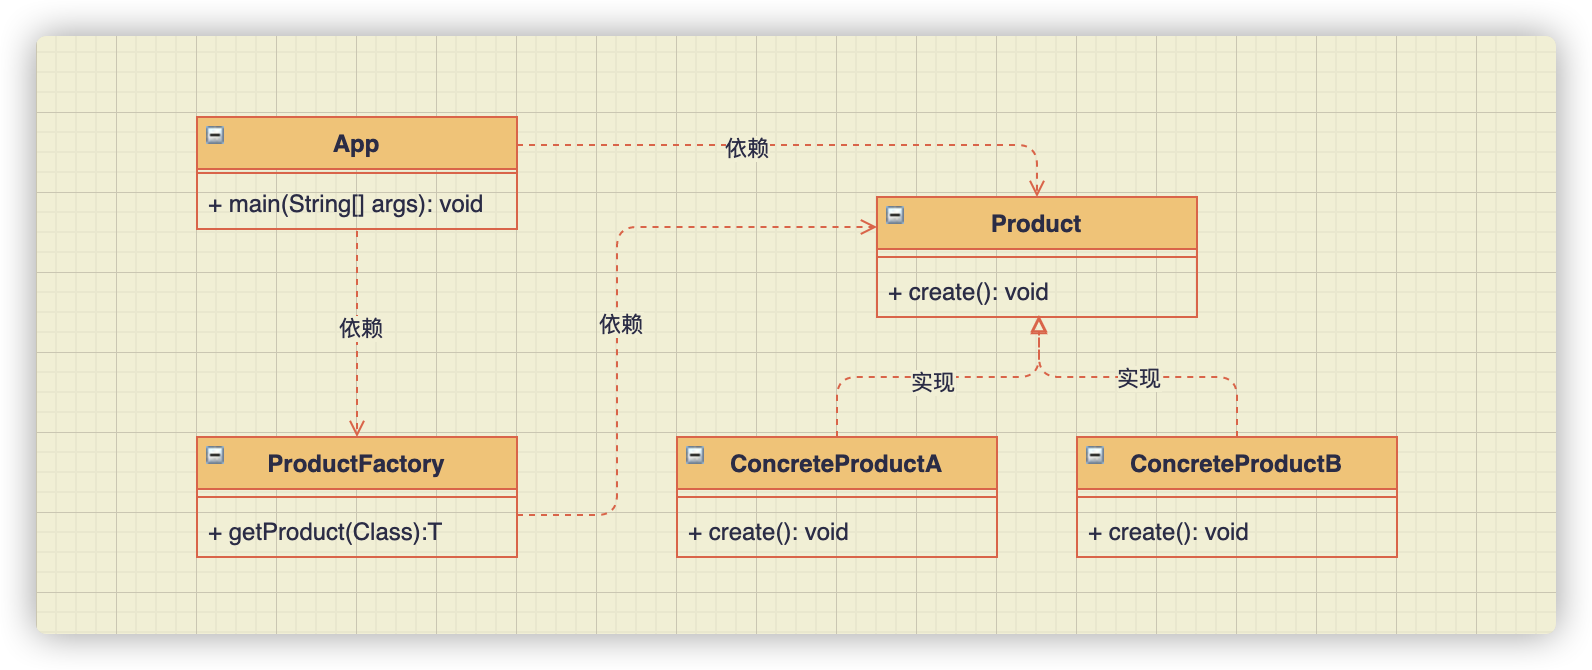 App
+ main(String[] args): void
依赖
Product
+ create(): void
依赖
依赖
实现
实现
ProductFactory
+ getProduct(Class):T
ConcreteProductA
+ create(): void
ConcreteProductB
+ create(): void